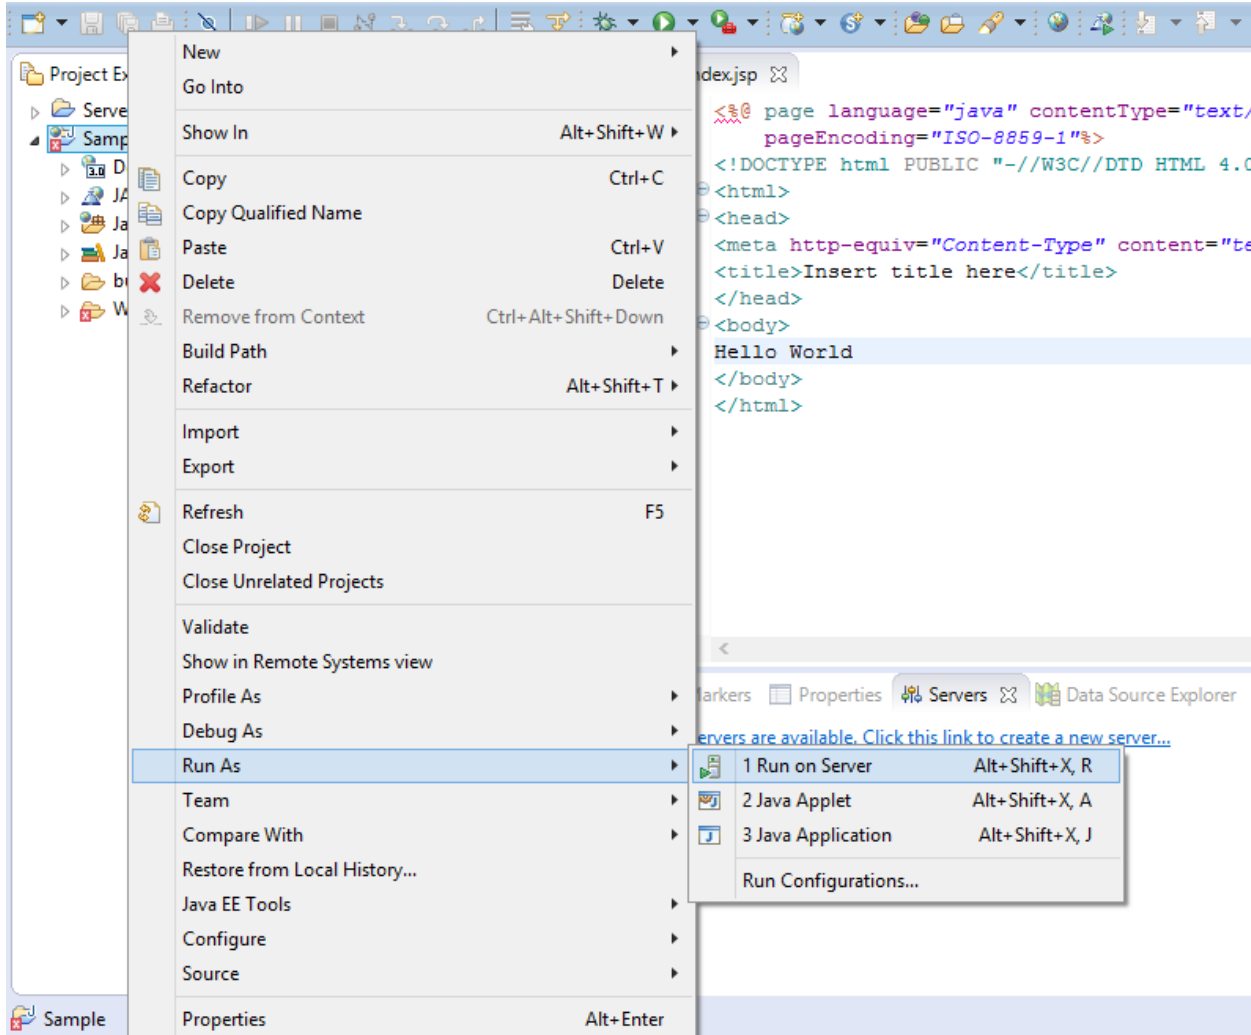 Project Ex
Serve
Samp
D
JA
Ja
Ja
bu
W
New
Go Into
Show In Alt+Shift+W
Copy Ctrl+C
Copy Qualified Name
Paste Ctrl+V
Delete Delete
Remove from Context Ctrl+Alt+Shift+Down
Build Path
Refactor Alt+Shift+T
Import
Export
Refresh F5
Close Project
Close Unrelated Projects
Validate
Show in Remote Systems view
Profile As
Debug As
Run As
Team
Compare With
Restore from Local History...
Java EE Tools
Configure
Source
Properties Alt+Enter
1 Run on Server Alt+Shift+X, R
2 Java Applet Alt+Shift+X, A
3 Java Application Alt+Shift+X, J
Run Configurations...
ndex.jsp
<%@ page language="java" contentType="text/
pageEncoding="ISO-8859-1"%>
<!DOCTYPE html PUBLIC "-//W3C//DTD HTML 4.0
<html>
<head>
<meta http-equiv="Content-Type" content="te
<title>Insert title here</title>
</head>
<body>
Hello World
</body>
</html>
arkers Properties Servers Data Source Explorer
ervers are available. Click this link to create a new server...
Sample